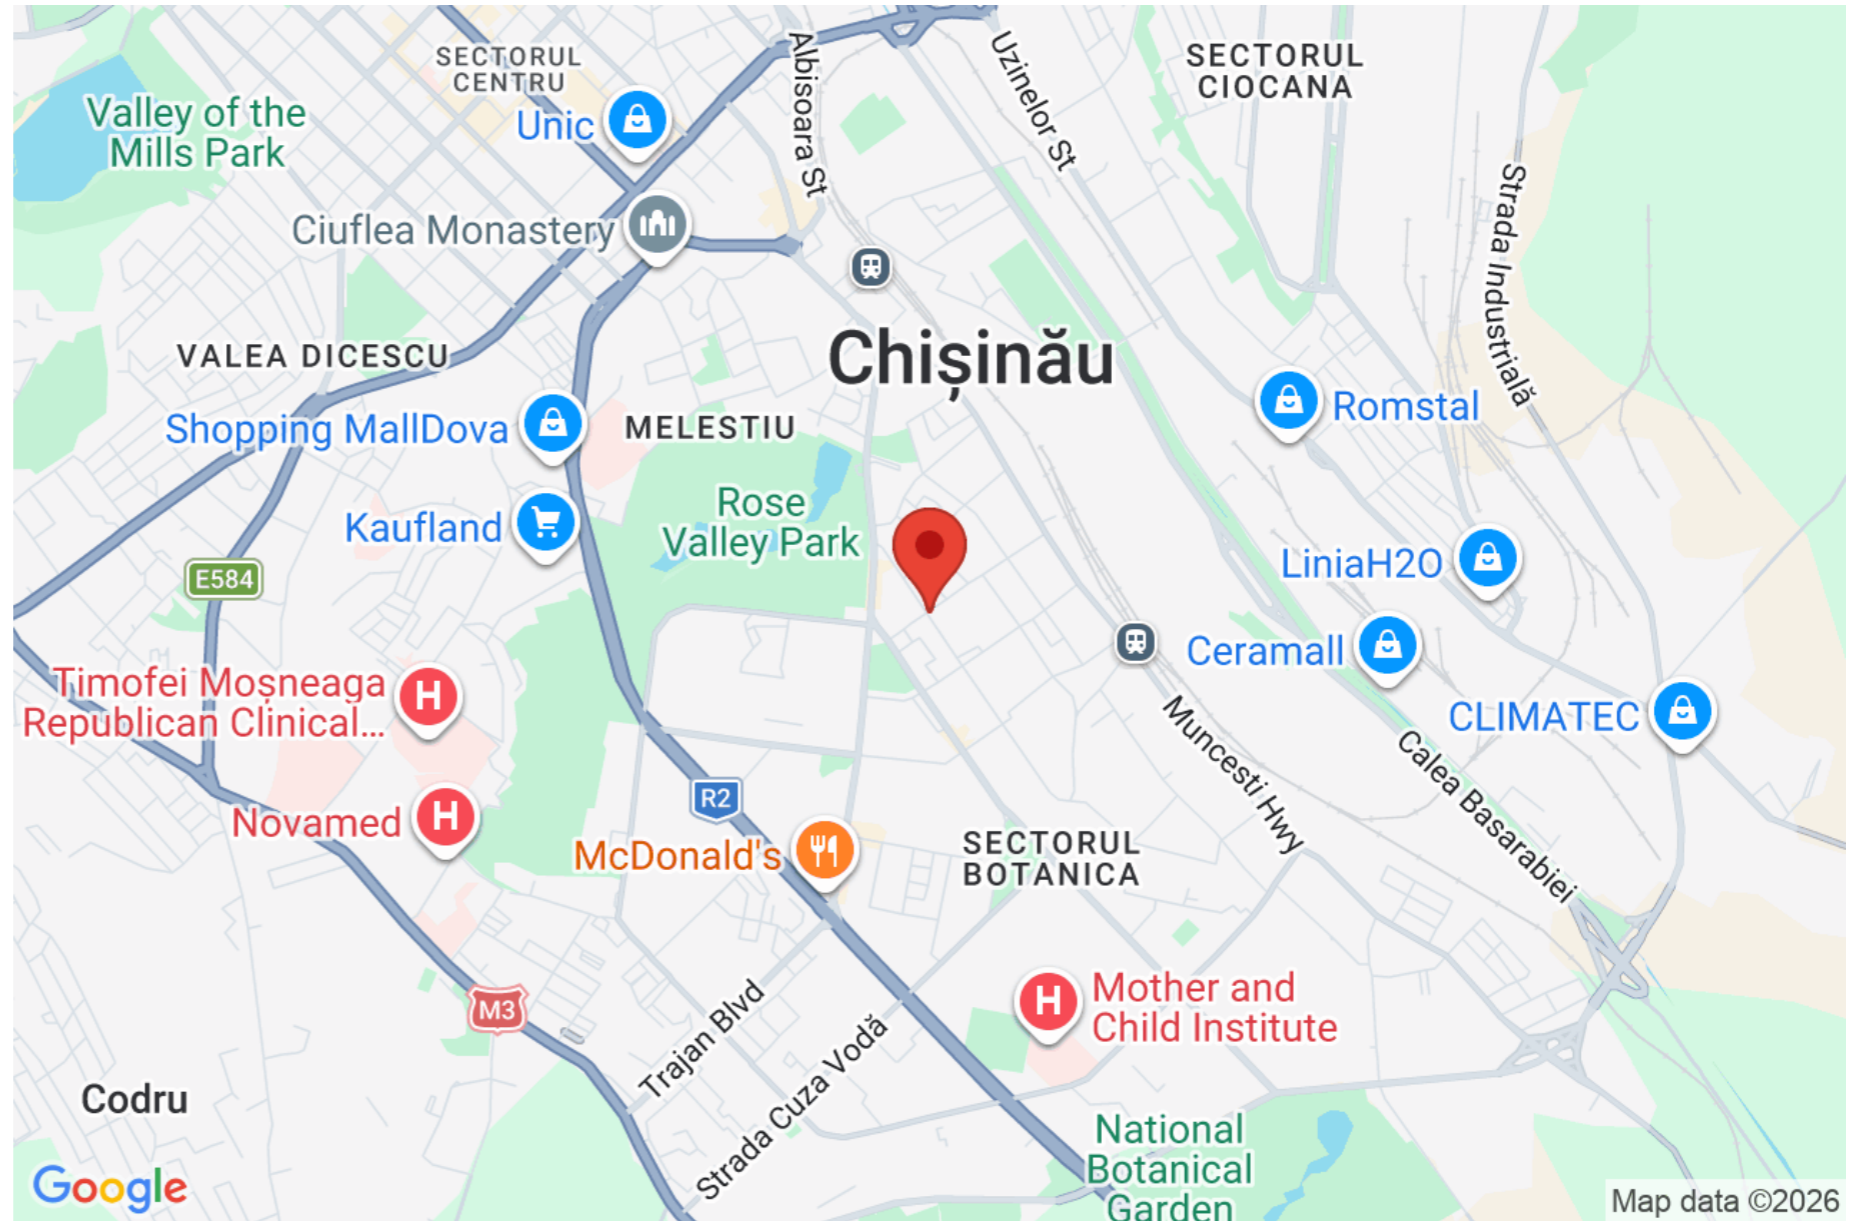 SECTORUL
CENTRU
Albisoara St
Uzinelor St
SECTORUL
CIOCANA
Valley of the
Mills Park
Unic
Ciuflea Monastery
Strada Industrială
Chișinău
VALEA DICESCU
Shopping MallDova
MELESTIU
Romstal
Rose
Valley Park
Kaufland
E584
LiniaH2O
Ceramall
Timofei Moșneaga
Republican Clinical...
CLIMATEC
Muncesti Hwy
Calea Basarabiei
R2
Novamed
McDonald's
SECTORUL
BOTANICA
M3
Trajan Blvd
Strada Cuza Vodă
Mother and
Child Institute
Codru
National
Botanical
Garden
Google
Map data ©2026
H
H
H